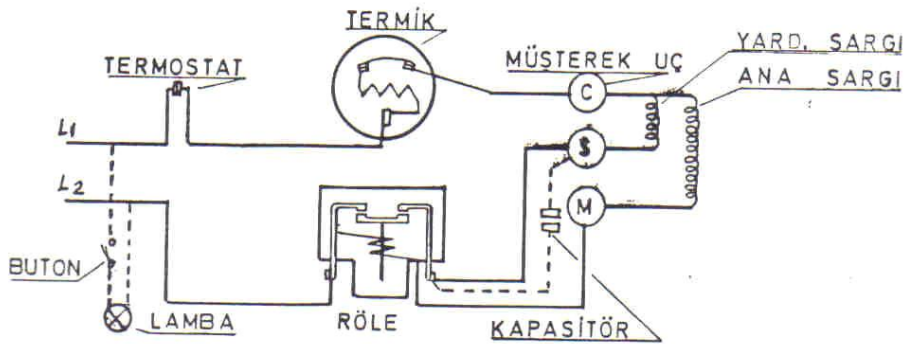 TERMİK
TERMOSTAT
MÜŞTEREK UÇ
YARD. SARGI
ANA SARGI
C
L1
S
L2
M
BUTON
LAMBA
RÖLE
KAPASİTÖR